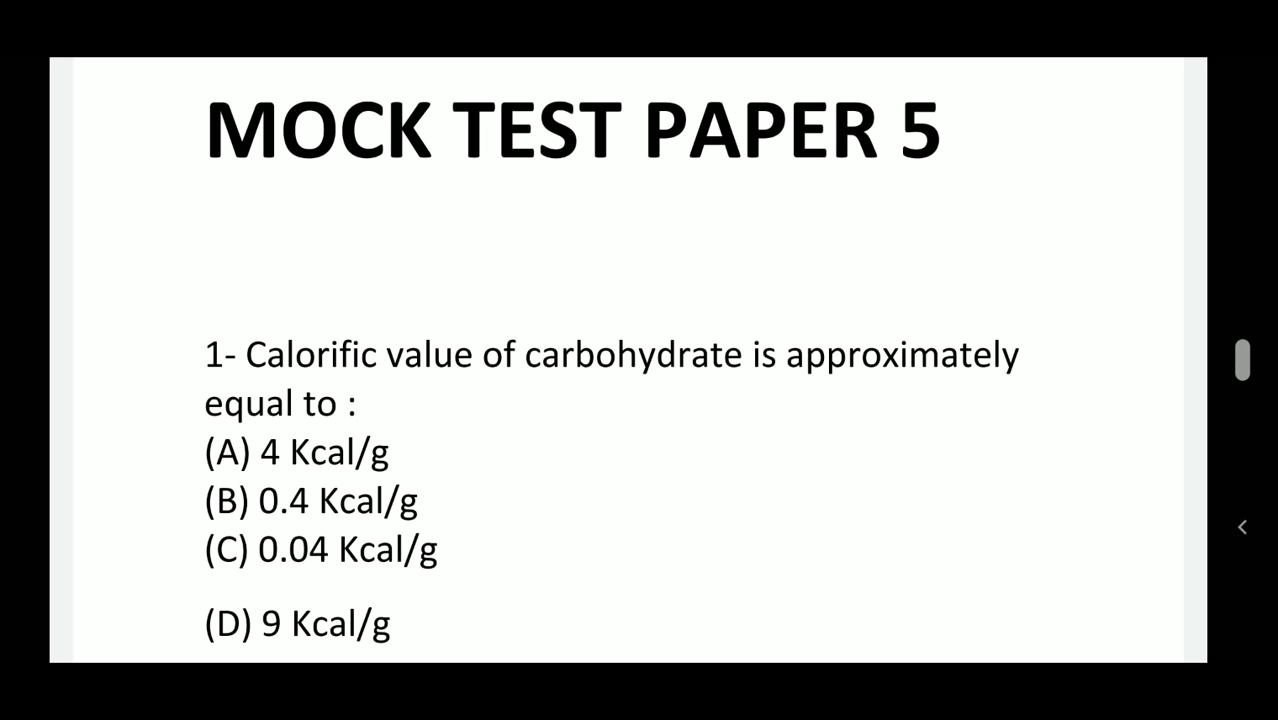 MOCK TEST PAPER 5
1- Calorific value of carbohydrate is approximately
equal to :
(A) 4 Kcal/g
(B) 0.4 Kcal/g
(C) 0.04 Kcal/g
(D) 9 Kcal/g